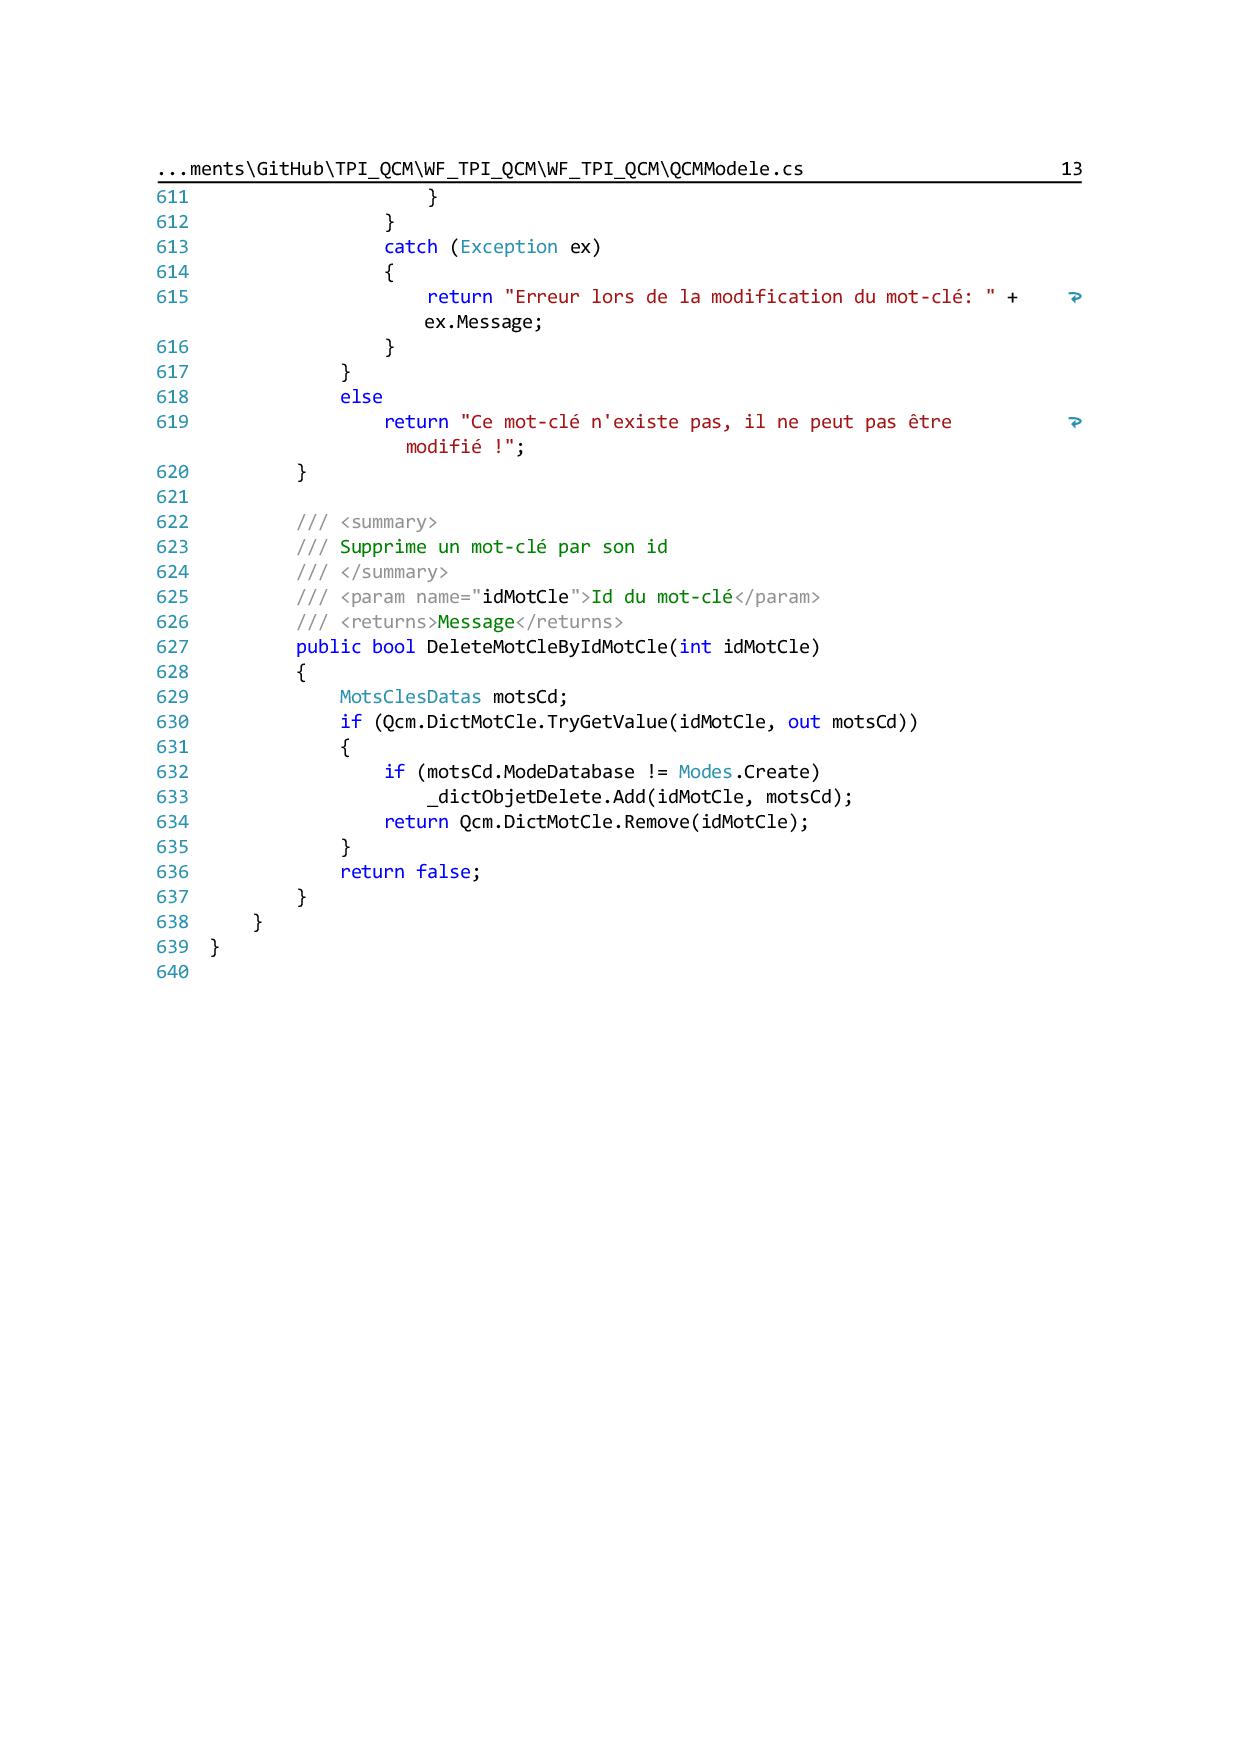 ...ments\GitHub\TPI_QCM\WF_TPI_QCM\WF_TPI_QCM\QCMModele.cs 13
611 }
612 }
613 catch (Exception ex)
614 {
615 return "Erreur lors de la modification du mot-clé: " +
ex.Message;
616 }
617 }
618 else
619 return "Ce mot-clé n'existe pas, il ne peut pas être
modifié !";
620 }
621
622 /// <summary>
623 /// Supprime un mot-clé par son id
624 /// </summary>
625 /// <param name="idMotCle">Id du mot-clé</param>
626 /// <returns>Message</returns>
627 public bool DeleteMotCleByIdMotCle(int idMotCle)
628 {
629 MotsClesDatas motsCd;
630 if (Qcm.DictMotCle.TryGetValue(idMotCle, out motsCd))
631 {
632 if (motsCd.ModeDatabase != Modes.Create)
633 _dictObjetDelete.Add(idMotCle, motsCd);
634 return Qcm.DictMotCle.Remove(idMotCle);
635 }
636 return false;
637 }
638 }
639 }
640